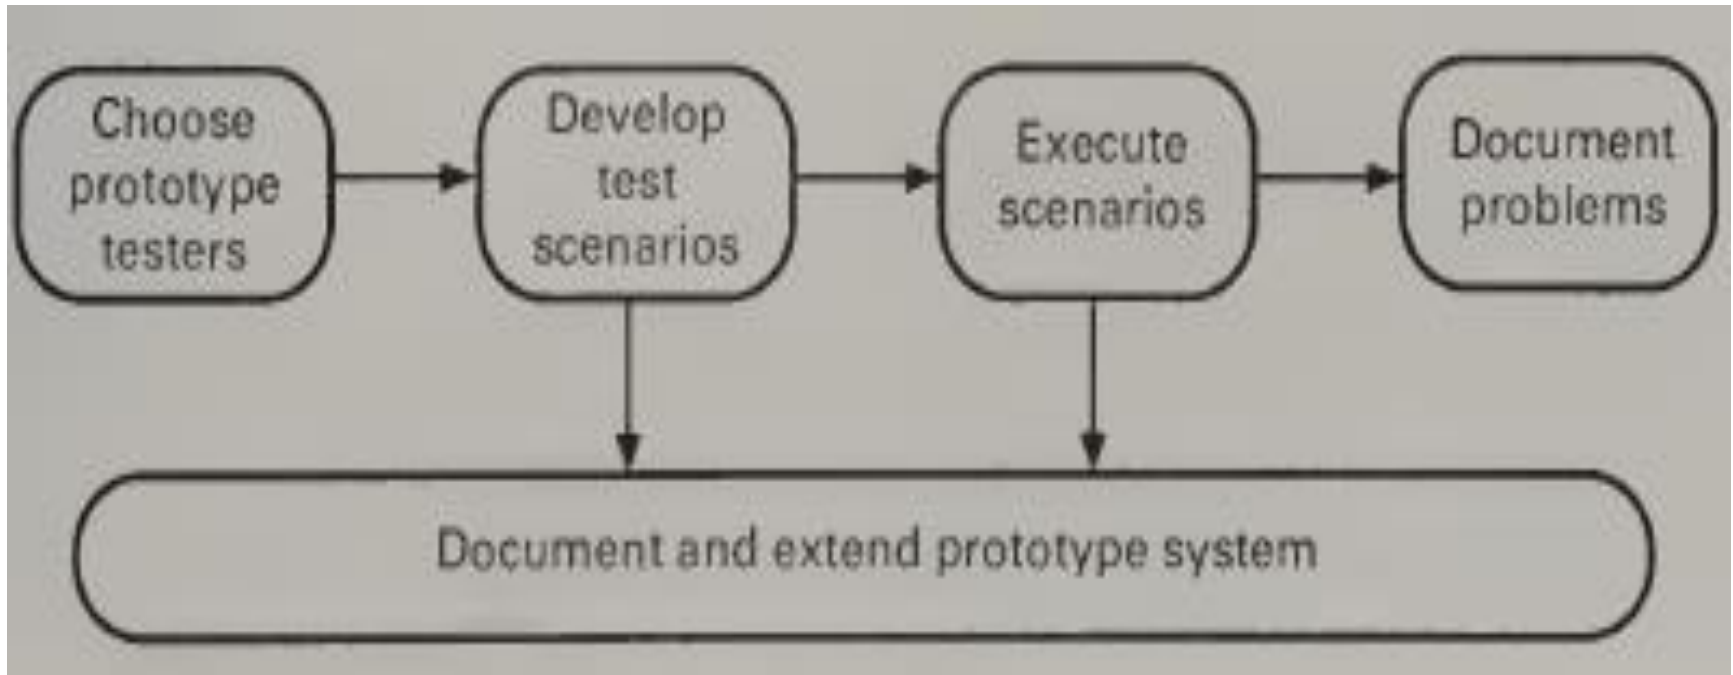 Choose
prototype
testers
Develop
test
scenarios
Execute
scenarios
Document
problems
Document and extend prototype system